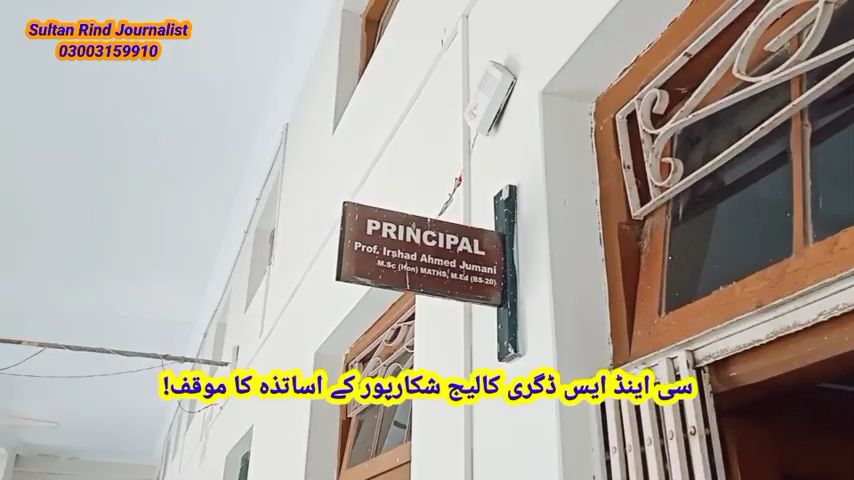 Sultan Rind Journalist
03003159910
PRINCIPAL
Prof. Irshad Ahmed Jumani
M.Sc (Hon) MATHS, M.Ed (BS-20)
سی اینڈ ایس ڈگری کالیج شکارپور کے اساتذہ کا موقف!